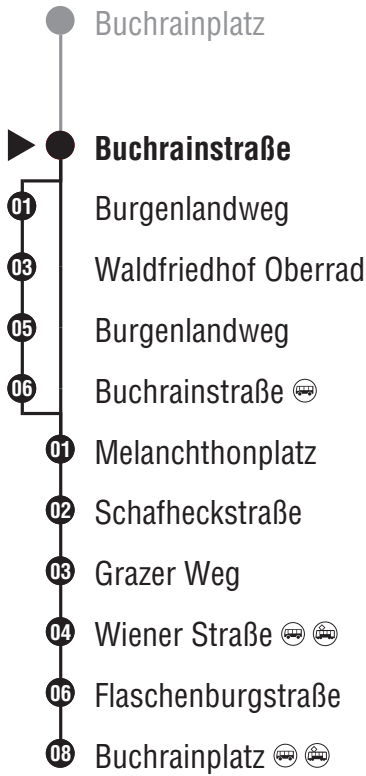 Buchrainplatz
Buchrainstraße
01 Burgenlandweg
03 Waldfriedhof Oberrad
05 Burgenlandweg
06 Buchrainstraße
01 Melanchthonplatz
02 Schafheckstraße
03 Grazer Weg
04 Wiener Straße
06 Flaschenburgstraße
08 Buchrainplatz